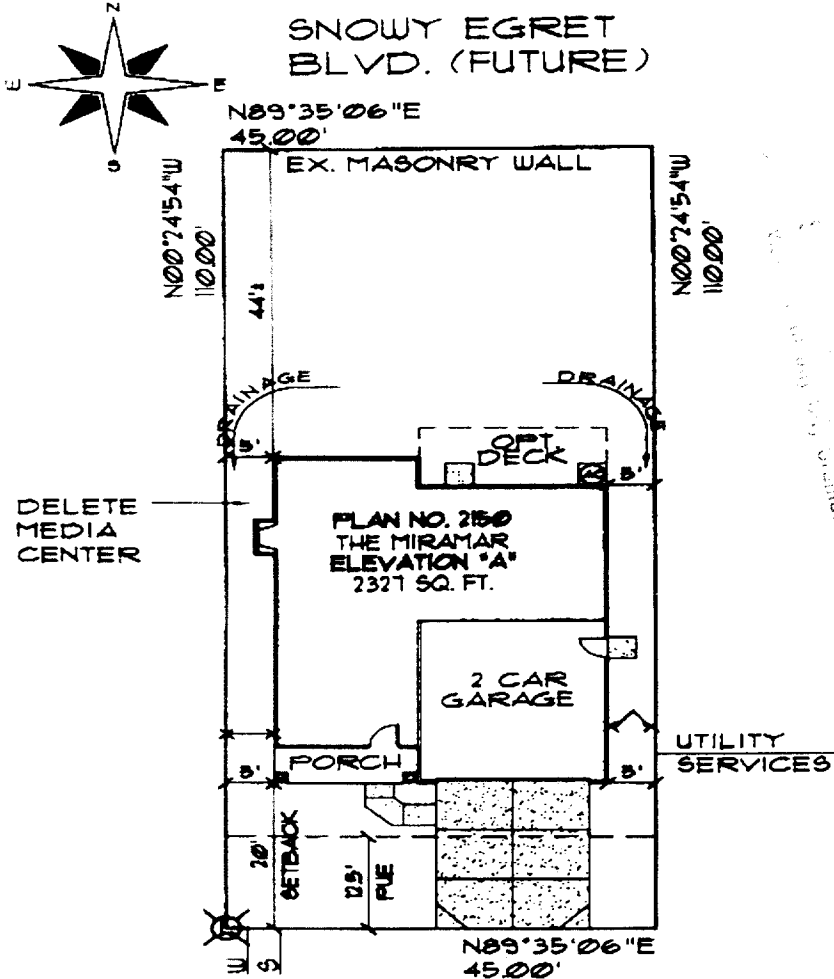 N
SNOWY EGRET
BLVD. (FUTURE)
W
E
S
N89°35'06"E
45.00'
EX. MASONRY WALL
N00°24'54"W
110.00'
N00°24'54"W
110.00'
44'±
DRAINAGE
DRAINAGE
5'
OPT.
DECK
AC
5'
DELETE
MEDIA
CENTER
PLAN NO. 2150
THE MIRAMAR
ELEVATION "A"
2327 SQ. FT.
2 CAR
GARAGE
UTILITY
SERVICES
PORCH
5'
5'
20'
SETBACK
12.5'
PUE
W
S
N89°35'06"E
45.00'